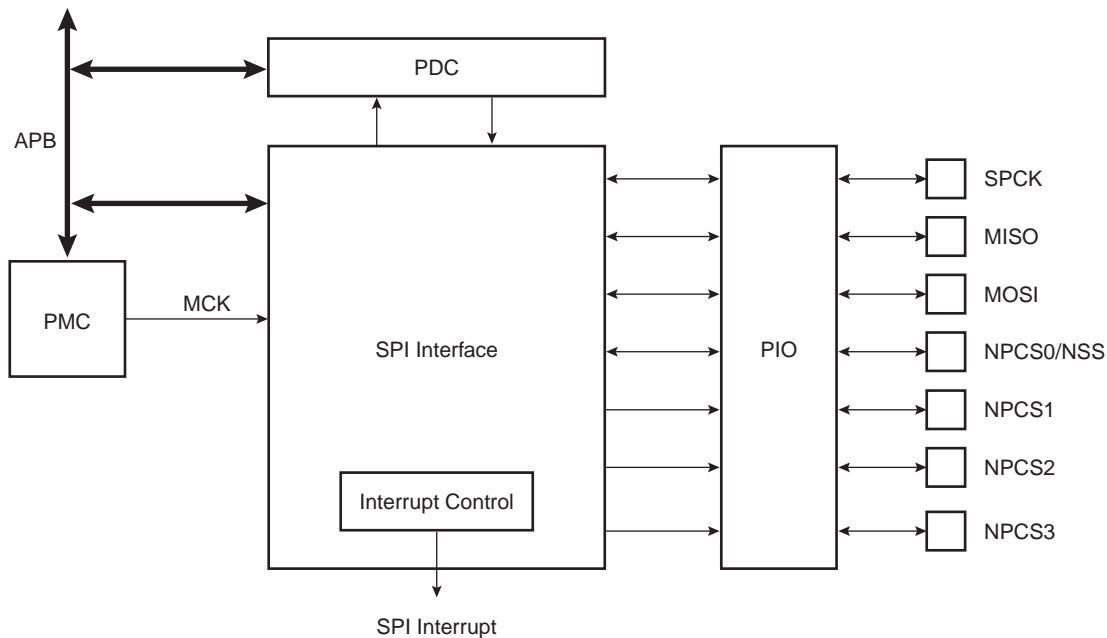 PDC
APB
SPCK
MISO
MCK
MOSI
PMC
SPI Interface
PIO
NPCS0/NSS
NPCS1
NPCS2
Interrupt Control
NPCS3
SPI Interrupt